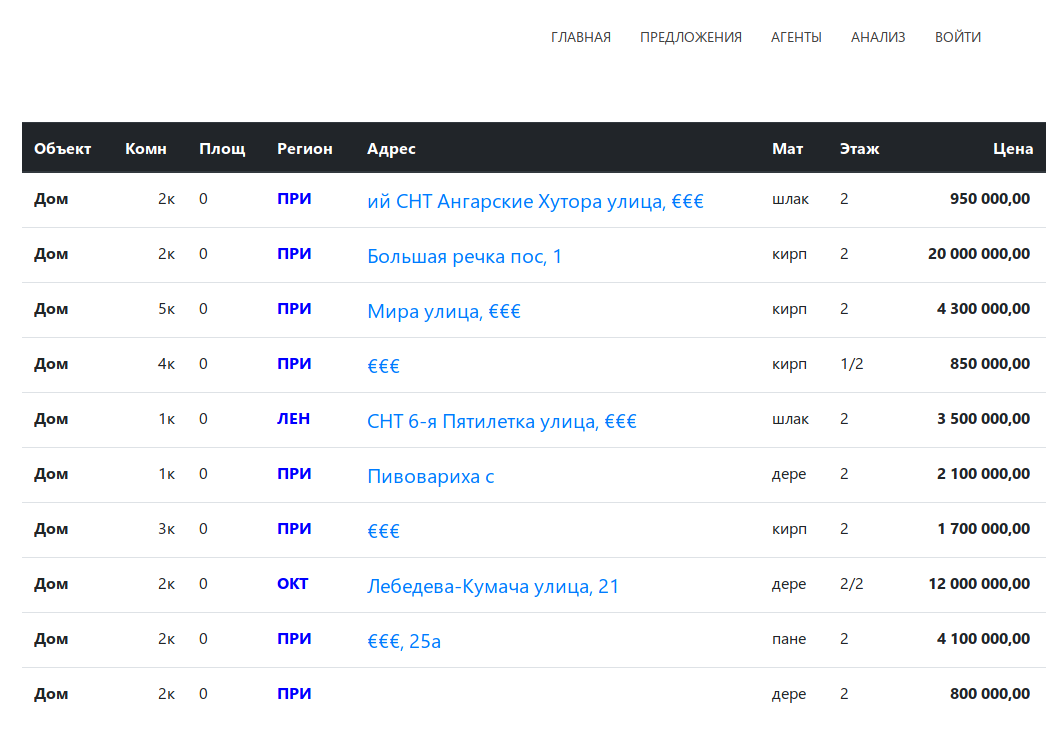 ГЛАВНАЯ ПРЕДЛОЖЕНИЯ АГЕНТЫ АНАЛИЗ ВОЙТИ
Объект Комн Площ Регион Адрес Мат Этаж Цена
Дом 2к 0 ПРИ ий СНТ Ангарские Хутора улица, €€€ шлак 2 950 000,00
Дом 2к 0 ПРИ Большая речка пос, 1 кирп 2 20 000 000,00
Дом 5к 0 ПРИ Мира улица, €€€ кирп 2 4 300 000,00
Дом 4к 0 ПРИ €€€ кирп 1/2 850 000,00
Дом 1к 0 ЛЕН СНТ 6-я Пятилетка улица, €€€ шлак 2 3 500 000,00
Дом 1к 0 ПРИ Пивовариха с дере 2 2 100 000,00
Дом 3к 0 ПРИ €€€ кирп 2 1 700 000,00
Дом 2к 0 ОКТ Лебедева-Кумача улица, 21 дере 2/2 12 000 000,00
Дом 2к 0 ПРИ €€€, 25а пане 2 4 100 000,00
Дом 2к 0 ПРИ дере 2 800 000,00